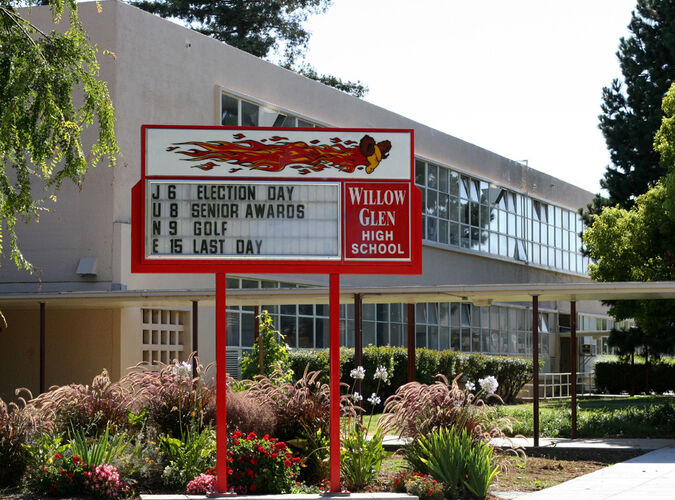 J 6 ELECTION DAY
U 8 SENIOR AWARDS
N 9 GOLF
E 15 LAST DAY
WILLOW
GLEN
HIGH
SCHOOL